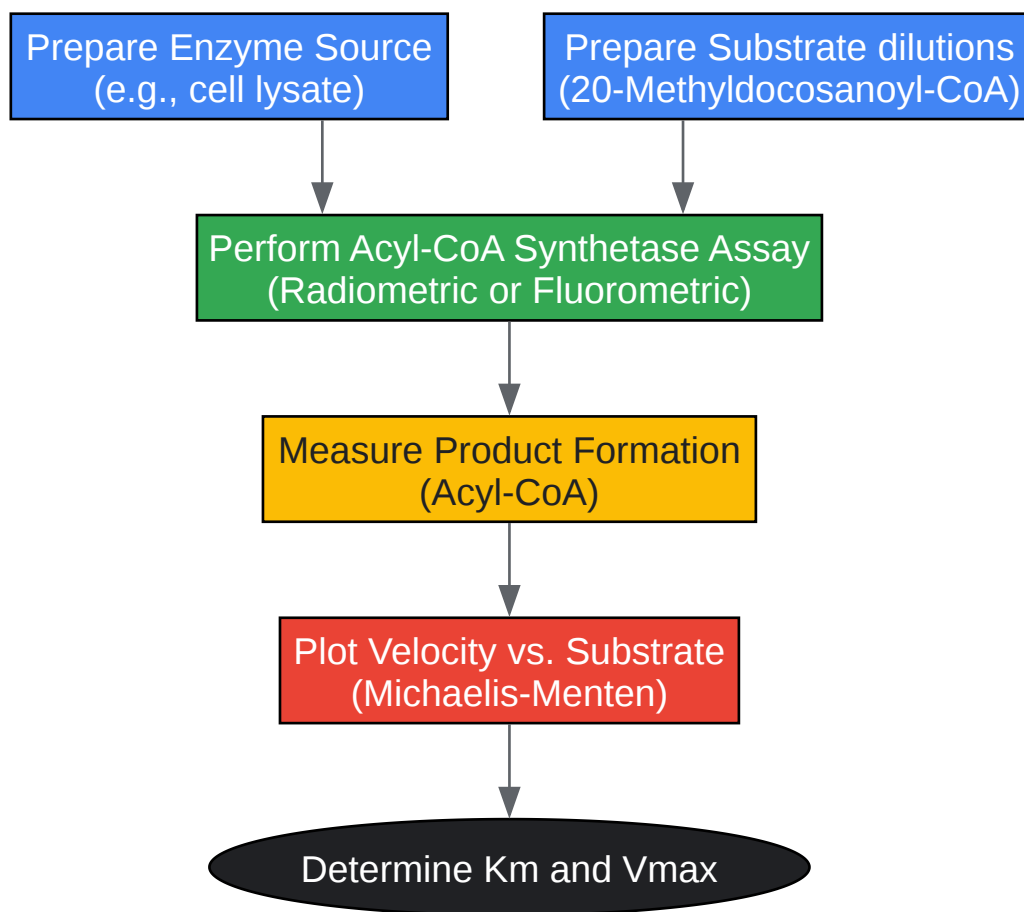 Prepare Enzyme Source
(e.g., cell lysate)
Prepare Substrate dilutions
(20-Methyldocosanoyl-CoA)
Perform Acyl-CoA Synthetase Assay
(Radiometric or Fluorometric)
Measure Product Formation
(Acyl-CoA)
Plot Velocity vs. Substrate
(Michaelis-Menten)
Determine Km and Vmax